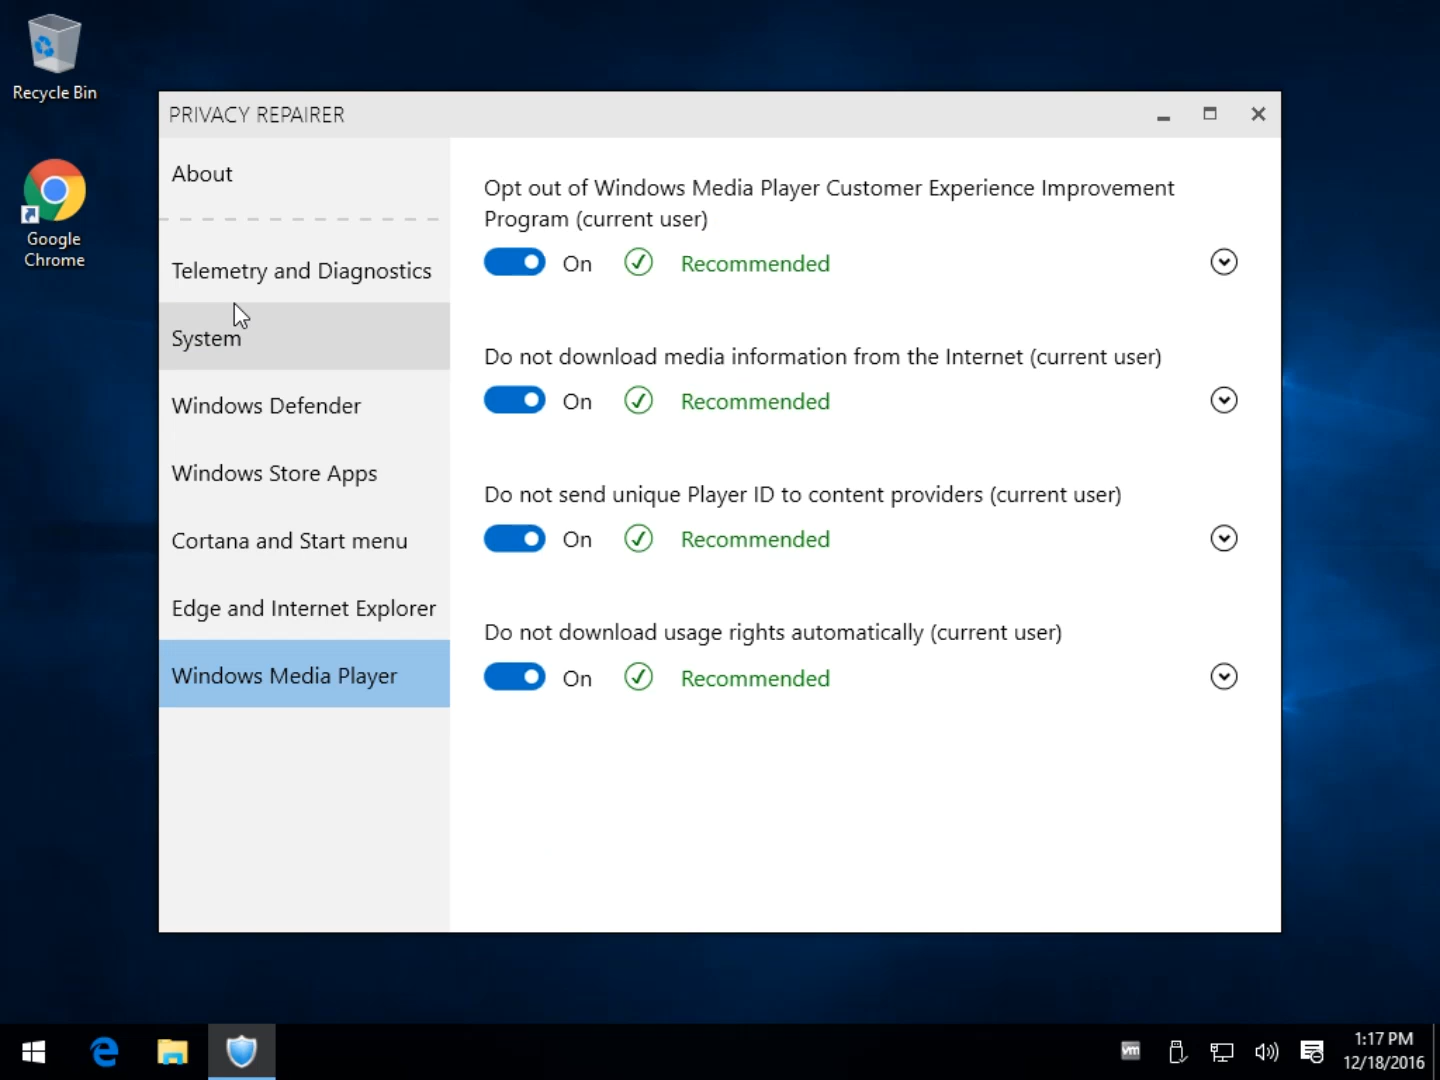 Recycle Bin
Google
Chrome
PRIVACY REPAIRER
About
Telemetry and Diagnostics
System
Windows Defender
Windows Store Apps
Cortana and Start menu
Edge and Internet Explorer
Windows Media Player
Opt out of Windows Media Player Customer Experience Improvement
Program (current user)
On Recommended
Do not download media information from the Internet (current user)
On Recommended
Do not send unique Player ID to content providers (current user)
On Recommended
Do not download usage rights automatically (current user)
On Recommended
vm
1:17 PM
12/18/2016